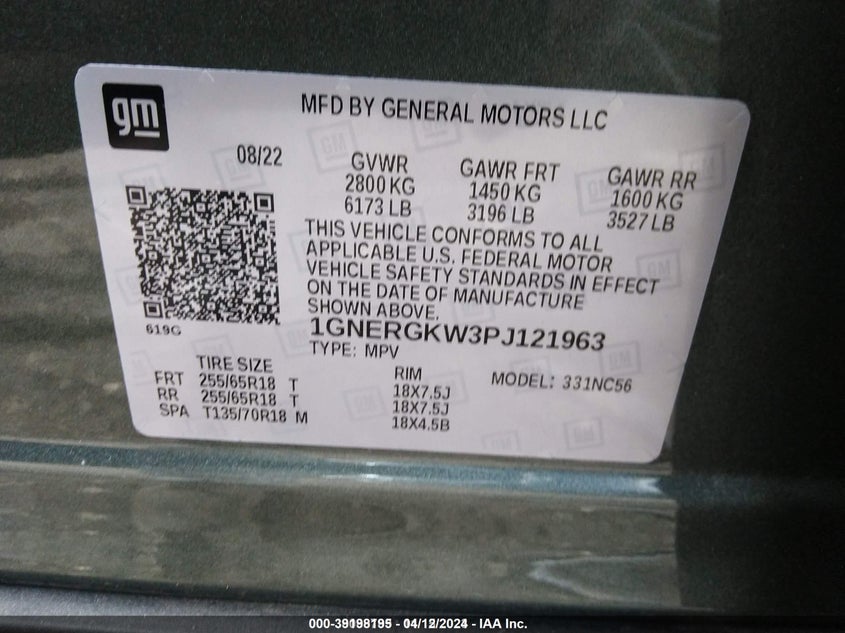 gm
MFD BY GENERAL MOTORS LLC
08/22
GVWR
2800 KG
6173 LB
GAWR FRT
1450 KG
3196 LB
GAWR RR
1600 KG
3527 LB
THIS VEHICLE CONFORMS TO ALL
APPLICABLE U.S. FEDERAL MOTOR
VEHICLE SAFETY STANDARDS IN EFFECT
ON THE DATE OF MANUFACTURE
SHOWN ABOVE.
619G
1GNERGKW3PJ121963
TYPE: MPV
TIRE SIZE
FRT 255/65R18 T
RR 255/65R18 T
SPA T135/70R18 M
RIM
18X7.5J
18X7.5J
18X4.5B
MODEL: 331NC56
000-39198195 - 04/12/2024 - IAA Inc.